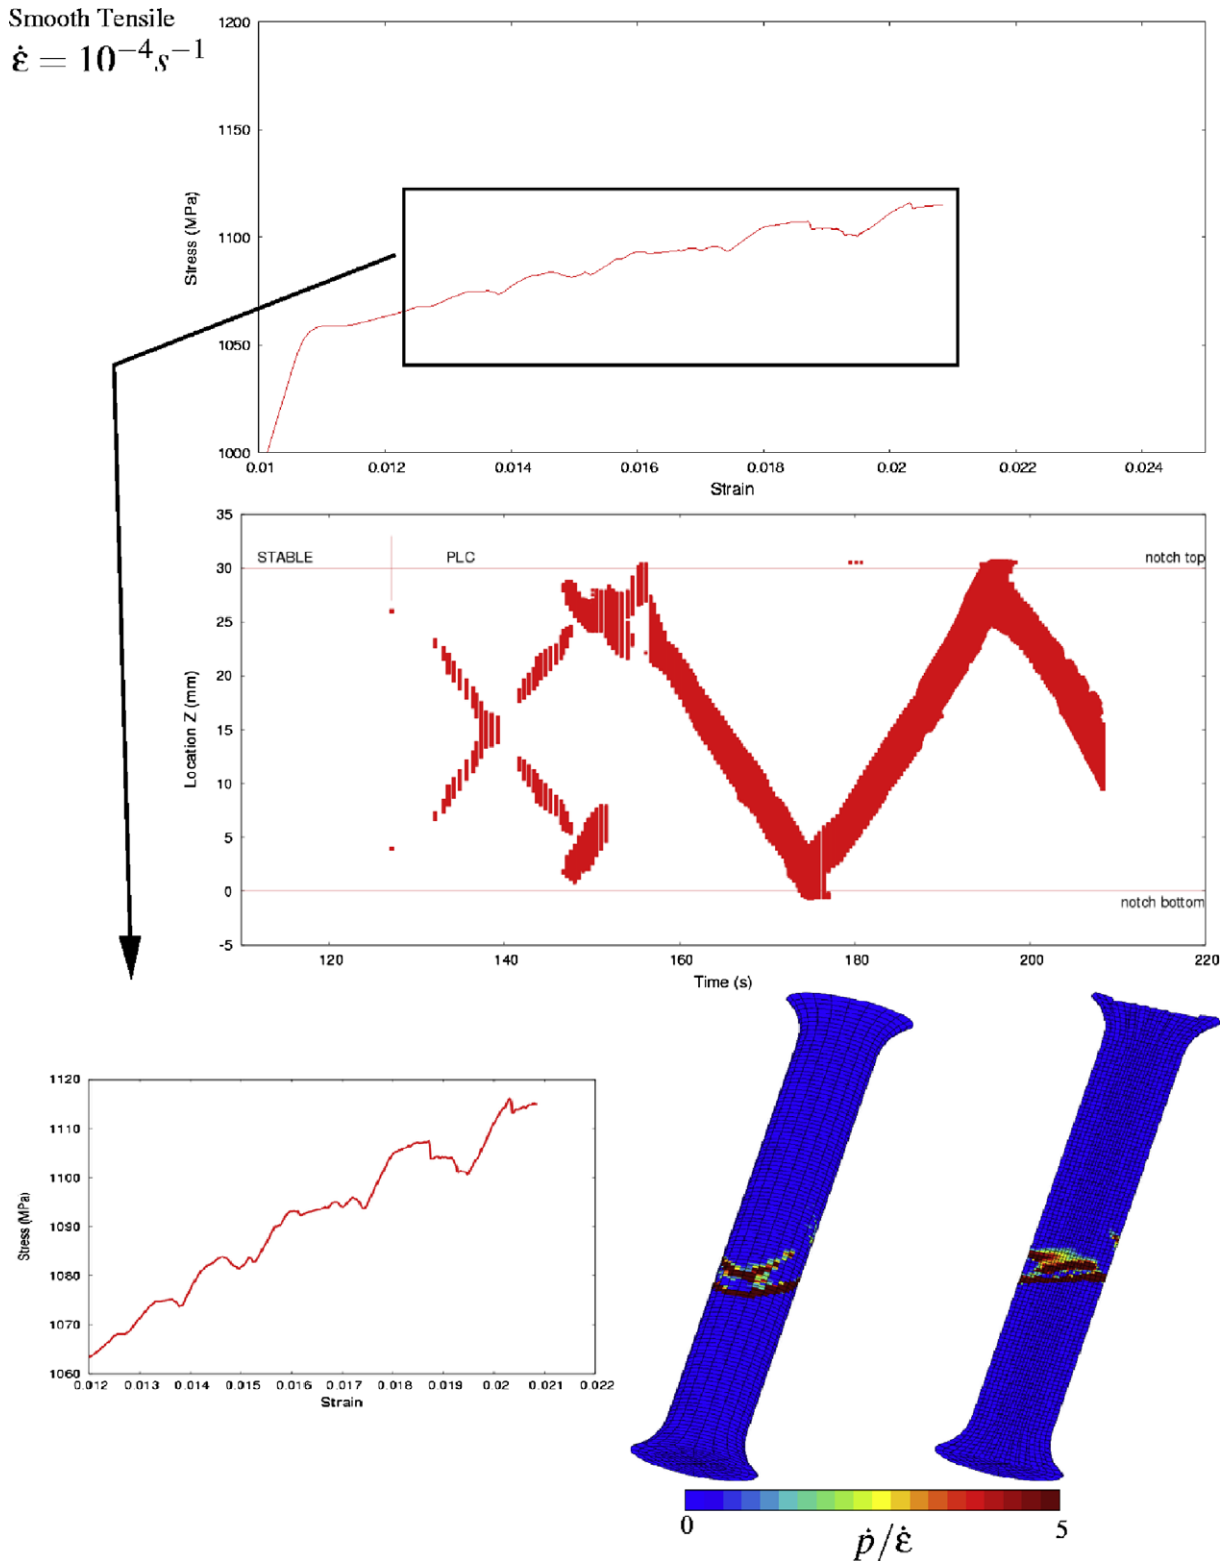 Smooth Tensile
ε̇ = 10⁻⁴s⁻¹
1200
1150
1100
1050
1000
Stress (MPa)
0.01 0.012 0.014 0.016 0.018 0.02 0.022 0.024
Strain
35
30
25
20
15
10
5
0
-5
Location Z (mm)
STABLE PLC notch top
notch bottom
120 140 160 180 200 220
Time (s)
1120
1110
1100
1090
1080
1070
1060
Stress (MPa)
0.012 0.013 0.014 0.015 0.016 0.017 0.018 0.019 0.02 0.021 0.022
Strain
0 5
ṗ/ε̇